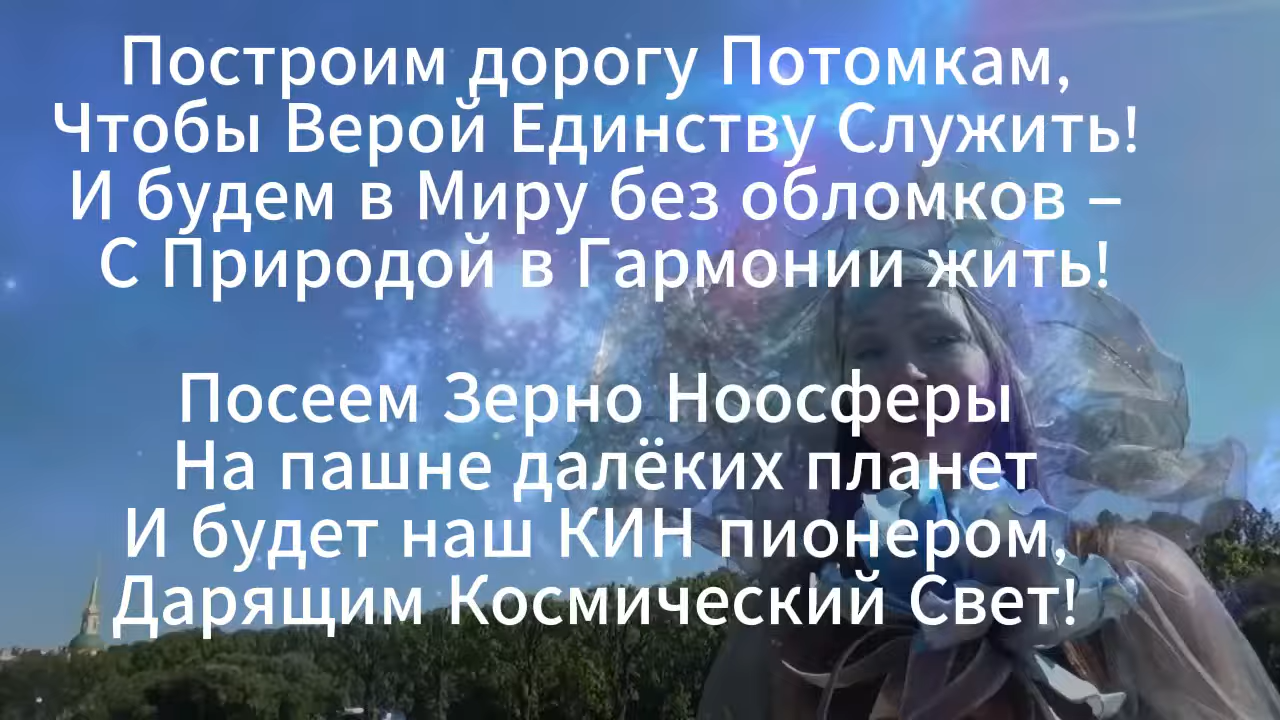 Построим дорогу Потомкам,
Чтобы Верой Единству Служить!
И будем в Миру без обломков –
С Природой в Гармонии жить!
Посеем Зерно Ноосферы
На пашне далёких планет
И будет наш КИН пионером,
Дарящим Космический Свет!